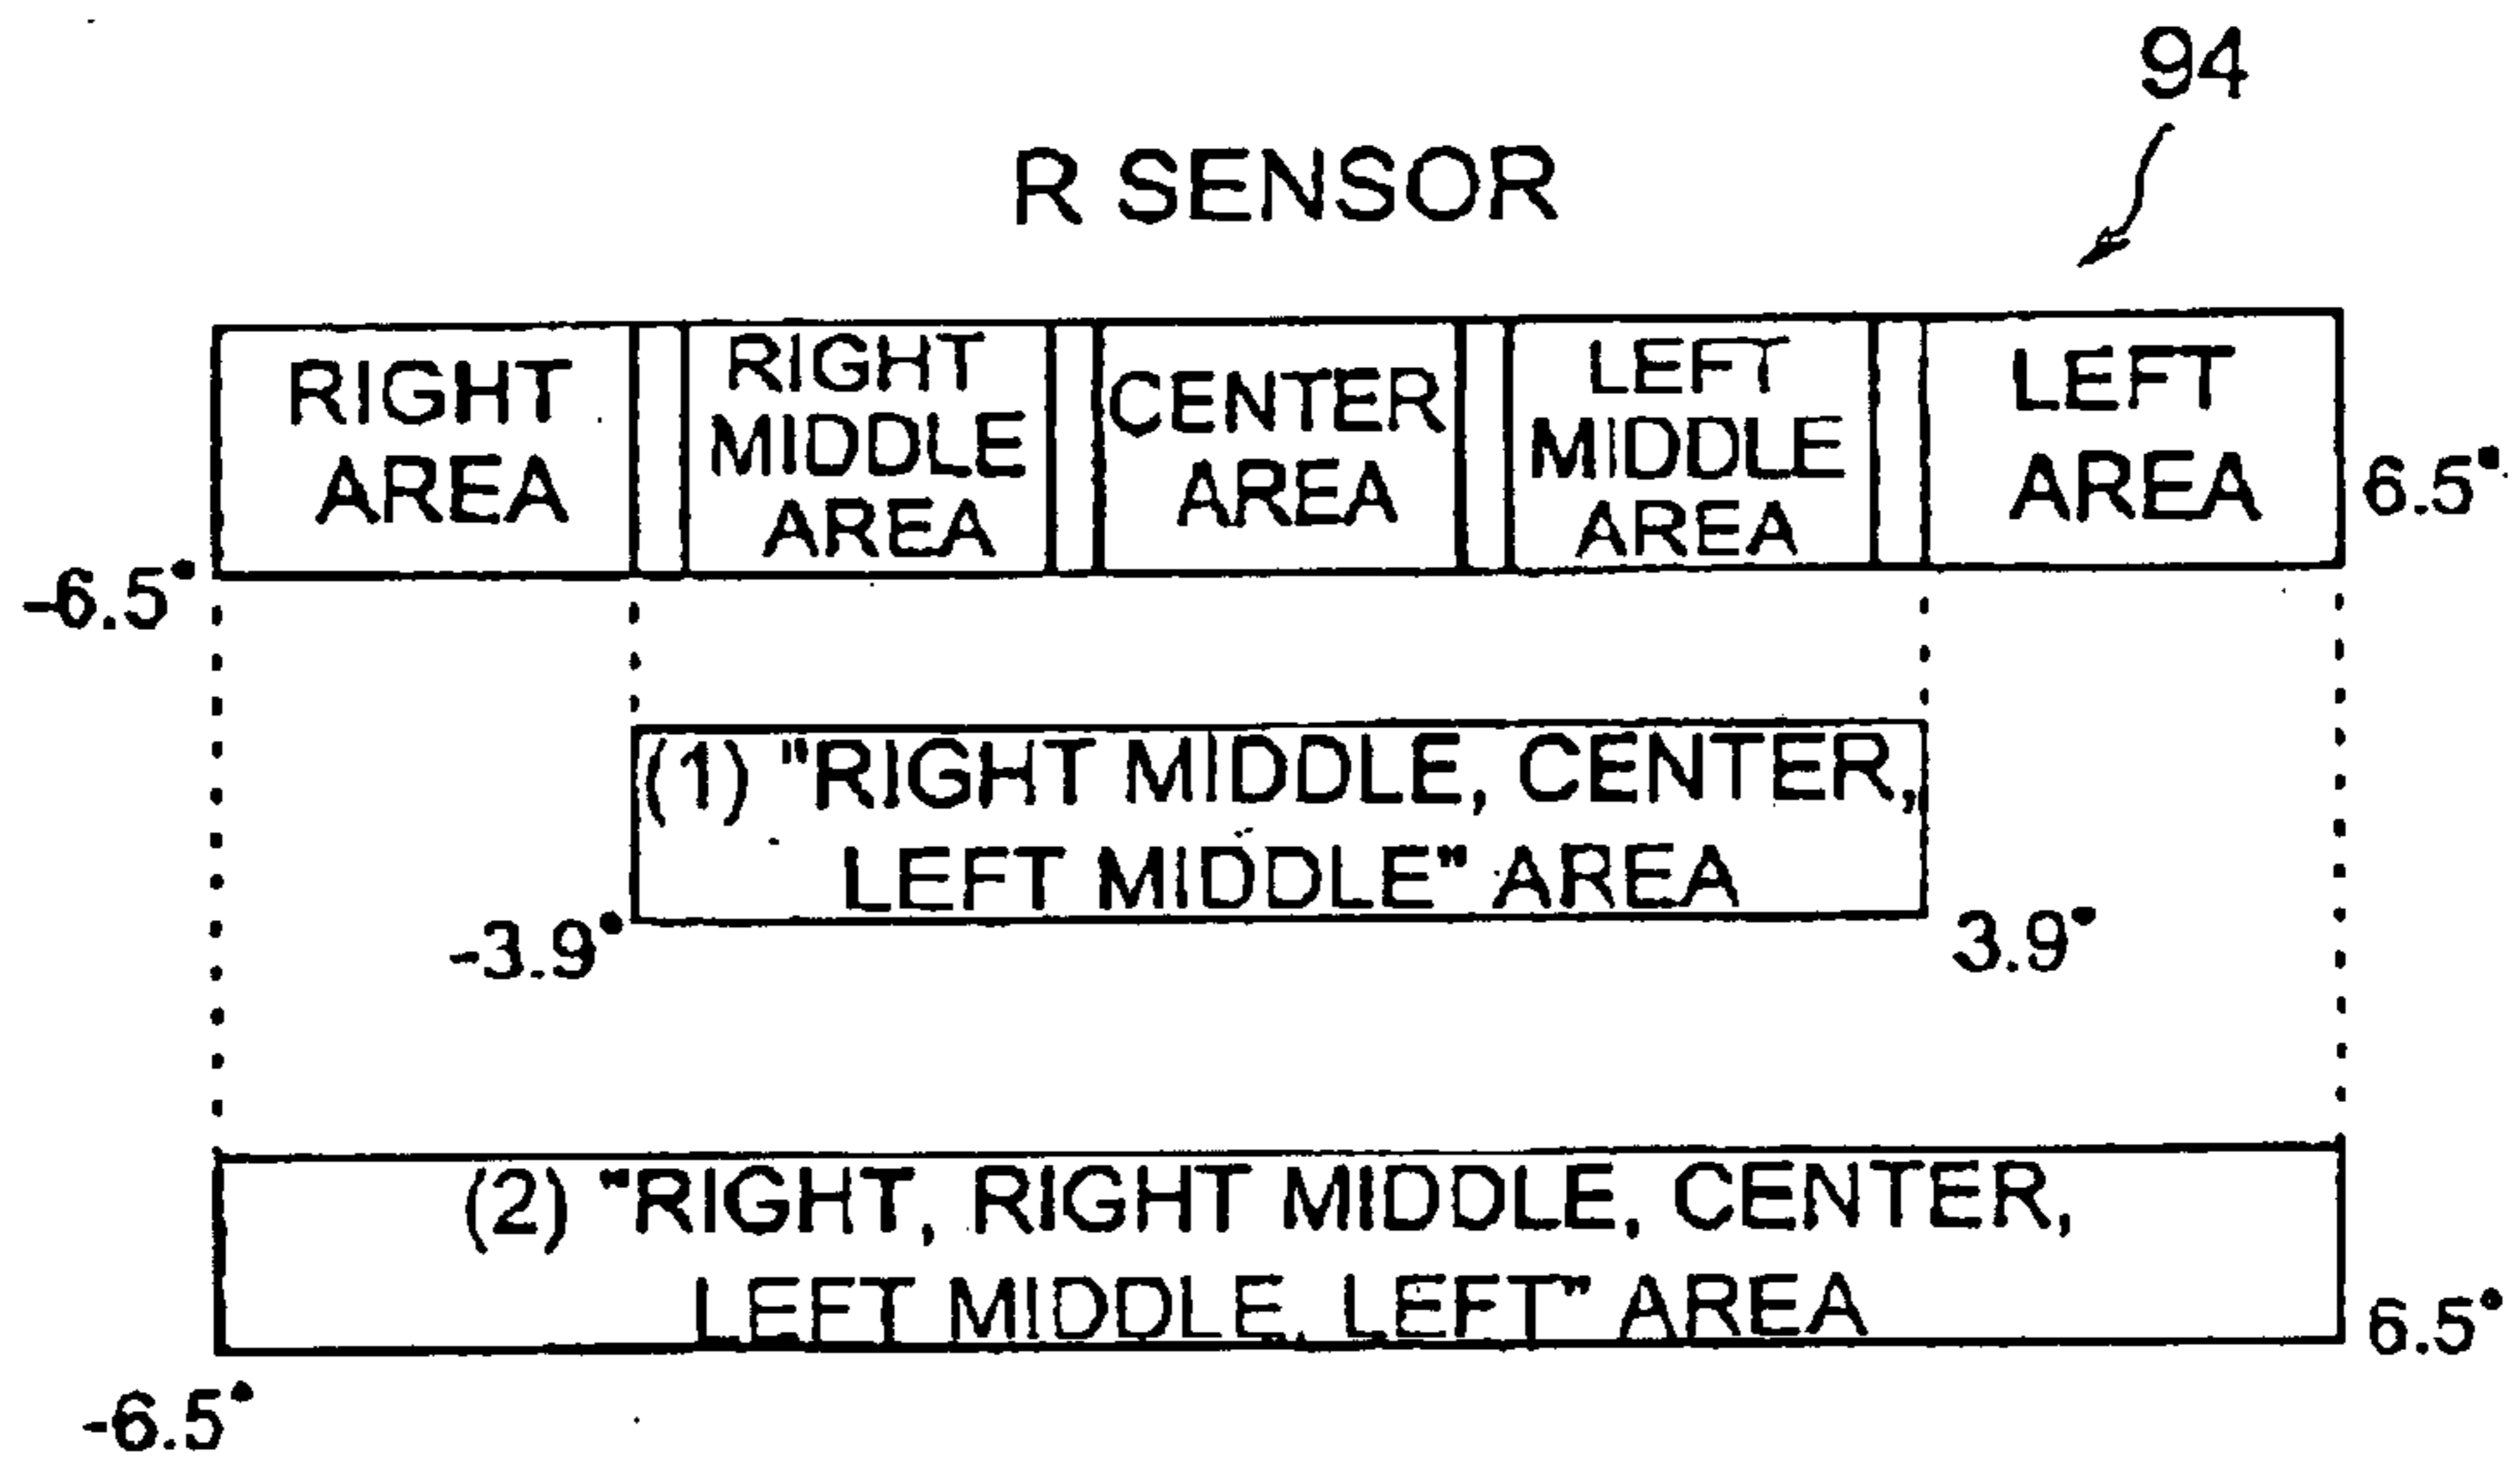 94
R SENSOR
RIGHT
AREA
RIGHT
MIDDLE
AREA
CENTER
AREA
LEFT
MIDDLE
AREA
LEFT
AREA
6.5°
-6.5°
(1) "RIGHT MIDDLE, CENTER,
LEFT MIDDLE" AREA
-3.9°
3.9°
(2) "RIGHT, RIGHT MIDDLE, CENTER,
LEFT MIDDLE, LEFT" AREA
6.5°
-6.5°